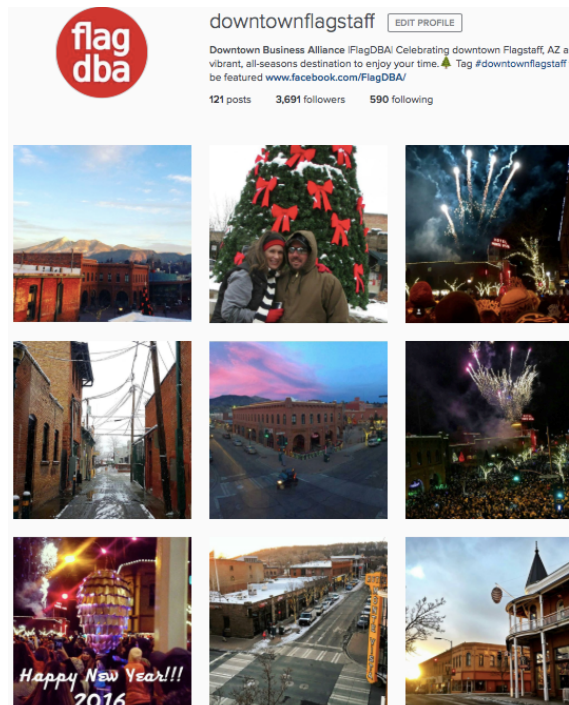 flag
dba
downtownflagstaff EDIT PROFILE
Downtown Business Alliance |FlagDBA| Celebrating downtown Flagstaff, AZ a
vibrant, all-seasons destination to enjoy your time. Tag #downtownflagstaff
be featured www.facebook.com/FlagDBA/
121 posts 3,691 followers 590 following
Happy New Year!!!
2016